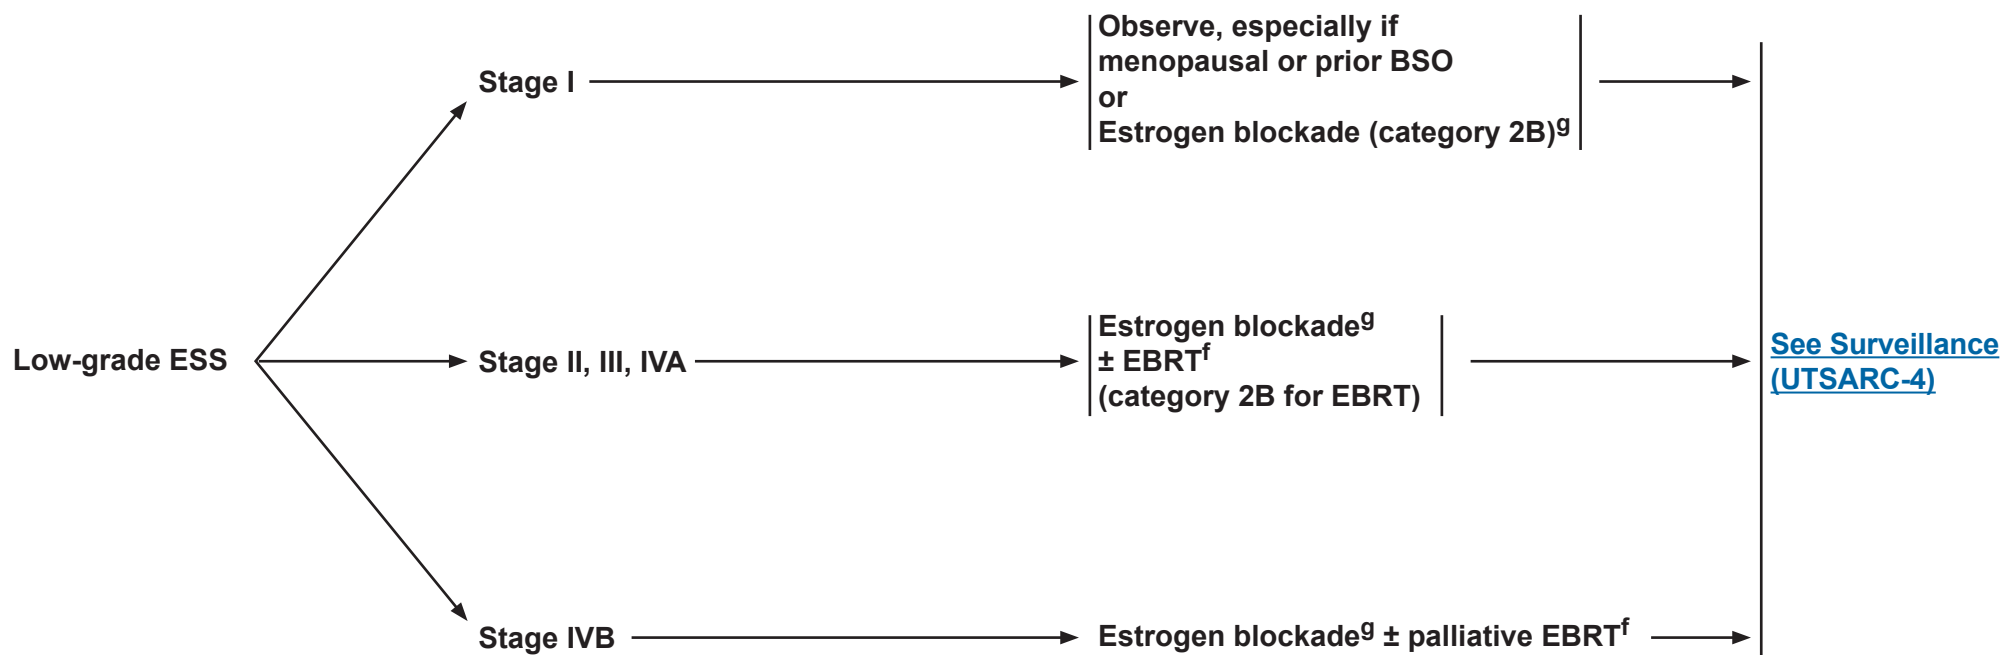 Low-grade ESS
Stage I
Observe, especially if
menopausal or prior BSO
or
Estrogen blockade (category 2B)g
Stage II, III, IVA
Estrogen blockadeg
± EBRTf
(category 2B for EBRT)
Stage IVB
Estrogen blockadeg ± palliative EBRTf
See Surveillance
(UTSARC-4)